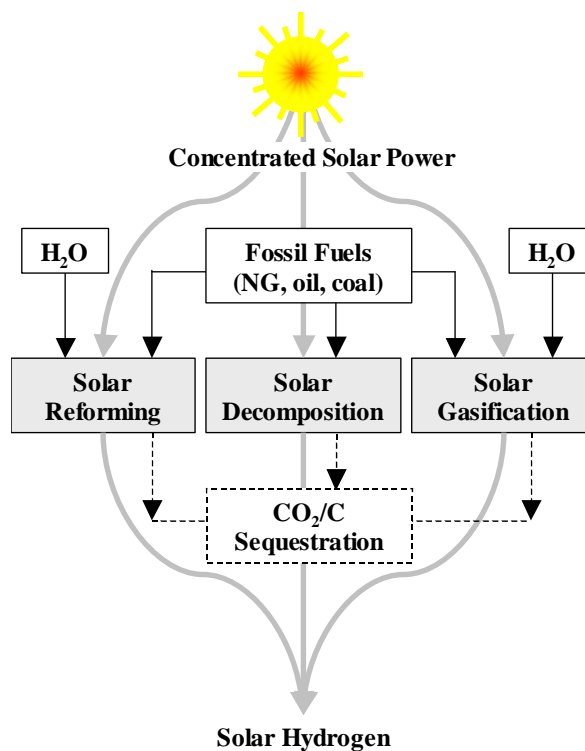 Concentrated Solar Power
H₂O
Fossil Fuels
(NG, oil, coal)
H₂O
Solar
Reforming
Solar
Decomposition
Solar
Gasification
CO₂/C
Sequestration
Solar Hydrogen